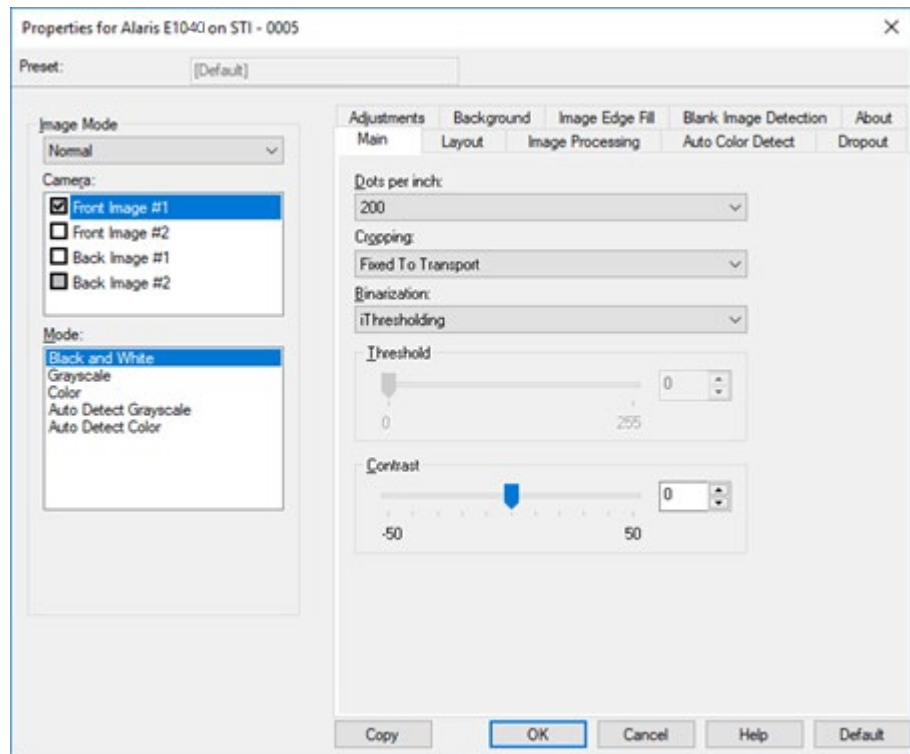 Properties for Alaris E1040 on STI - 0005
Preset: [Default]
Image Mode
Normal
Camera:
Front Image #1
Front Image #2
Back Image #1
Back Image #2
Mode:
Black and White
Grayscale
Color
Auto Detect Grayscale
Auto Detect Color
Adjustments Background Image Edge Fill Blank Image Detection About
Main Layout Image Processing Auto Color Detect Dropout
Dots per inch:
200
Cropping:
Fixed To Transport
Binarization:
iThresholding
Threshold
0
0 255
Contrast
0
-50 50
Copy OK Cancel Help Default